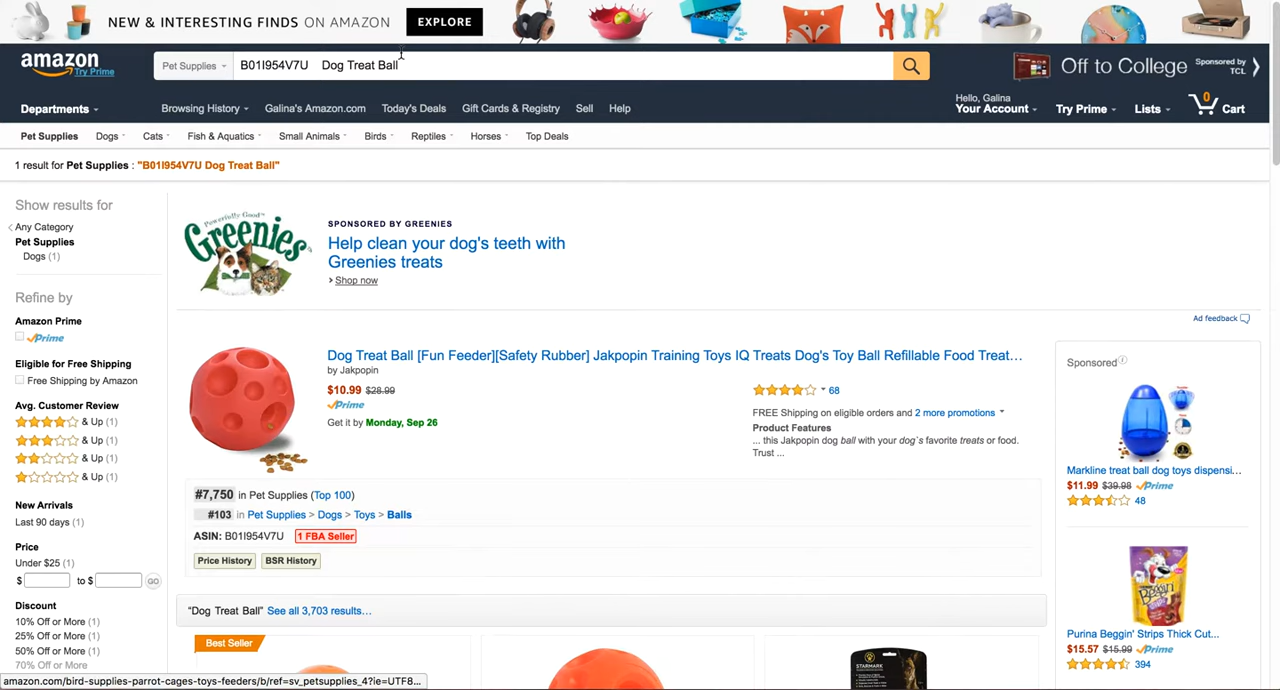 NEW & INTERESTING FINDS ON AMAZON EXPLORE
amazon
Try Prime
Pet Supplies
B01I954V7U Dog Treat Ball
Off to College
Sponsored by
TCL
Departments
Browsing History
Galina's Amazon.com
Today's Deals
Gift Cards & Registry
Sell
Help
Hello, Galina
Your Account
Try Prime
Lists
0
Cart
Pet Supplies
Dogs
Cats
Fish & Aquatics
Small Animals
Birds
Reptiles
Horses
Top Deals
1 result for Pet Supplies : "B01I954V7U Dog Treat Ball"
Show results for
Any Category
Pet Supplies
Dogs (1)
Refine by
Amazon Prime
Prime
Eligible for Free Shipping
Free Shipping by Amazon
Avg. Customer Review
& Up (1)
& Up (1)
& Up (1)
& Up (1)
New Arrivals
Last 90 days (1)
Price
Under $25 (1)
$ to $ GO
Discount
10% Off or More (1)
25% Off or More (1)
50% Off or More (1)
70% Off or More
Powerfully Good
Greenies
SPONSORED BY GREENIES
Help clean your dog's teeth with
Greenies treats
Shop now
Ad feedback
Dog Treat Ball [Fun Feeder][Safety Rubber] Jakpopin Training Toys IQ Treats Dog's Toy Ball Refillable Food Treat…
by Jakpopin
$10.99 $28.99
Prime
Get it by Monday, Sep 26
68
FREE Shipping on eligible orders and 2 more promotions
Product Features
... this Jakpopin dog ball with your dog`s favorite treats or food.
Trust ...
#7,750 in Pet Supplies (Top 100)
#103 in Pet Supplies > Dogs > Toys > Balls
ASIN: B01I954V7U 1 FBA Seller
Price History
BSR History
"Dog Treat Ball" See all 3,703 results...
Best Seller
STARMARK
Sponsored
Markline treat ball dog toys dispensi...
$11.99 $39.98 Prime
48
Beggin'
Purina Beggin' Strips Thick Cut...
$15.57 $15.99 Prime
394
amazon.com/bird-supplies-parrot-cages-toys-feeders/b/ref=sv_petsupplies_4?ie=UTF8...